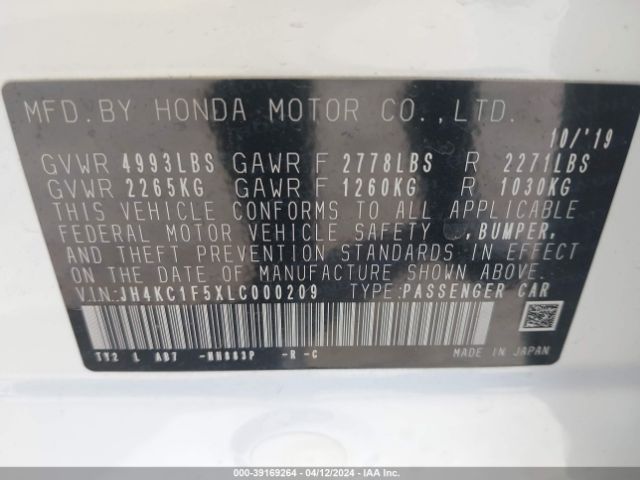 MFD.BY HONDA MOTOR CO.,LTD.
10/'19
GVWR 4993LBS GAWR F 2778LBS R 2271LBS
GVWR 2265KG GAWR F 1260KG R 1030KG
THIS VEHICLE CONFORMS TO ALL APPLICABLE
FEDERAL MOTOR VEHICLE SAFETY ,BUMPER,
AND THEFT PREVENTION STANDARDS IN EFFECT
ON THE DATE OF MANUFACTURE SHOWN ABOVE.
VIN:JH4KC1F5XLC000209 TYPE:PASSENGER CAR
TY2 L A97 -NH883P -R -C MADE IN JAPAN
000-39169264 - 04/12/2024 - IAA Inc.